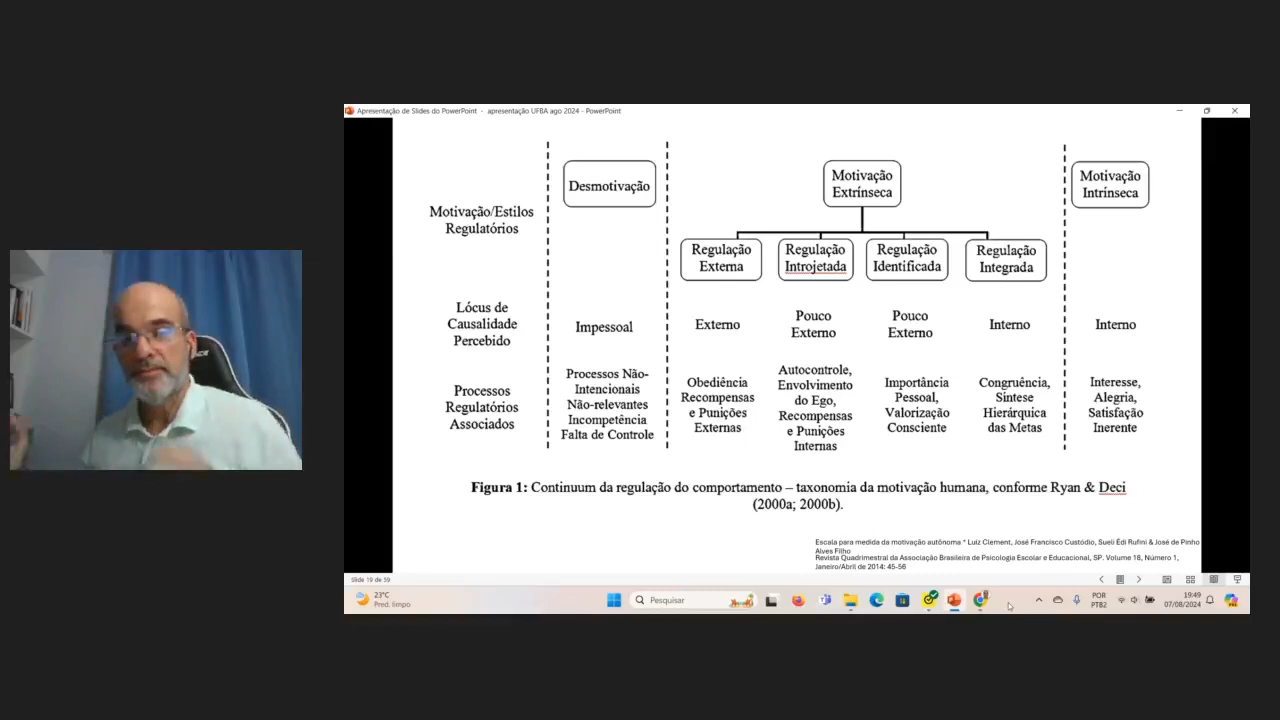 Apresentação de Slides do PowerPoint - apresentação UFBA ago 2024 - PowerPoint
Motivação/Estilos
Regulatórios
Desmotivação
Motivação
Extrínseca
Motivação
Intrínseca
Regulação
Externa
Regulação
Introjetada
Regulação
Identificada
Regulação
Integrada
Lócus de
Causalidade
Percebido
Impessoal
Externo
Pouco
Externo
Pouco
Externo
Interno
Interno
Processos
Regulatórios
Associados
Processos Não-
Intencionais
Não-relevantes
Incompetência
Falta de Controle
Obediência
Recompensas
e Punições
Externas
Autocontrole,
Envolvimento
do Ego,
Recompensas
e Punições
Internas
Importância
Pessoal,
Valorização
Consciente
Congruência,
Síntese
Hierárquica
das Metas
Interesse,
Alegria,
Satisfação
Inerente
Figura 1: Continuum da regulação do comportamento – taxonomia da motivação humana, conforme Ryan & Deci
(2000a; 2000b).
Escala para medida da motivação autônoma * Luiz Clement, José Francisco Custódio, Sueli Édi Rufini & José de Pinho
Alves Filho
Revista Quadrimestral da Associação Brasileira de Psicologia Escolar e Educacional, SP. Volume 18, Número 1,
Janeiro/Abril de 2014: 45-56
Slide 19 de 59
23°C
Pred. limpo
Pesquisar
POR
PTB2
19:49
07/08/2024